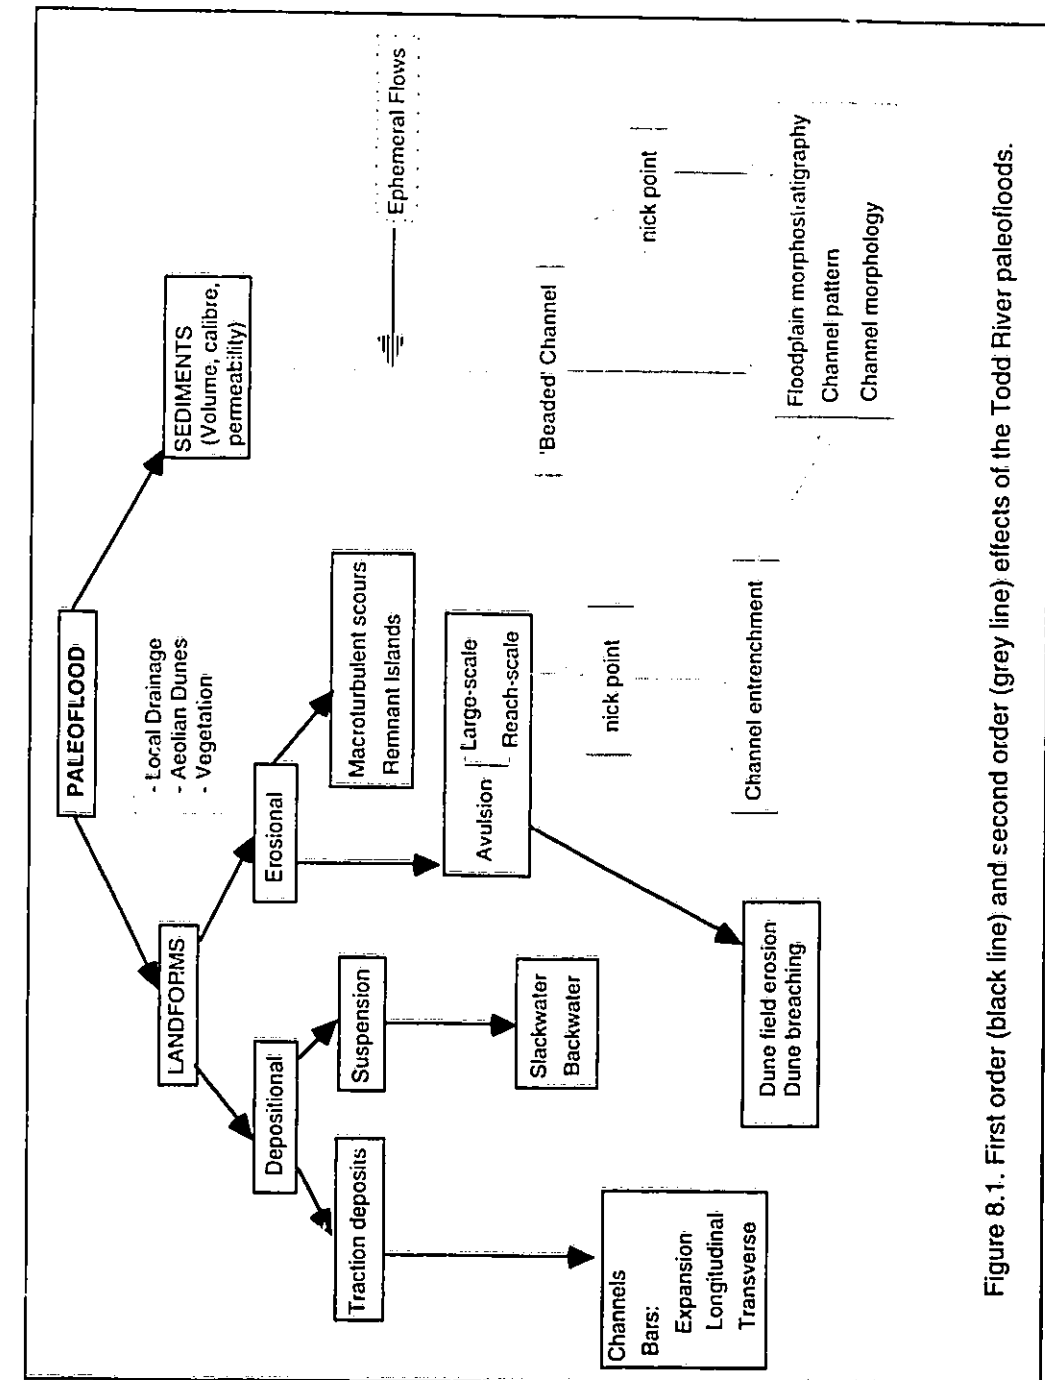 PALEOFLOOD
- Local Drainage
- Aeolian Dunes
- Vegetation
LANDFORMS
SEDIMENTS
(Volume, calibre,
permeability)
Depositional
Erosional
Traction deposits
Suspension
Macroturbulent scours
Remnant Islands
Ephemeral Flows
Avulsion
Large-scale
Reach-scale
Slackwater
Backwater
'Beaded' Channel
nick point
nick point
Channels
Bars:
Expansion
Longitudinal
Transverse
Dune field erosion
Dune breaching
Channel entrenchment
Floodplain morphostratigraphy
Channel pattern
Channel morphology
Figure 8.1. First order (black line) and second order (grey line) effects of the Todd River paleofloods.